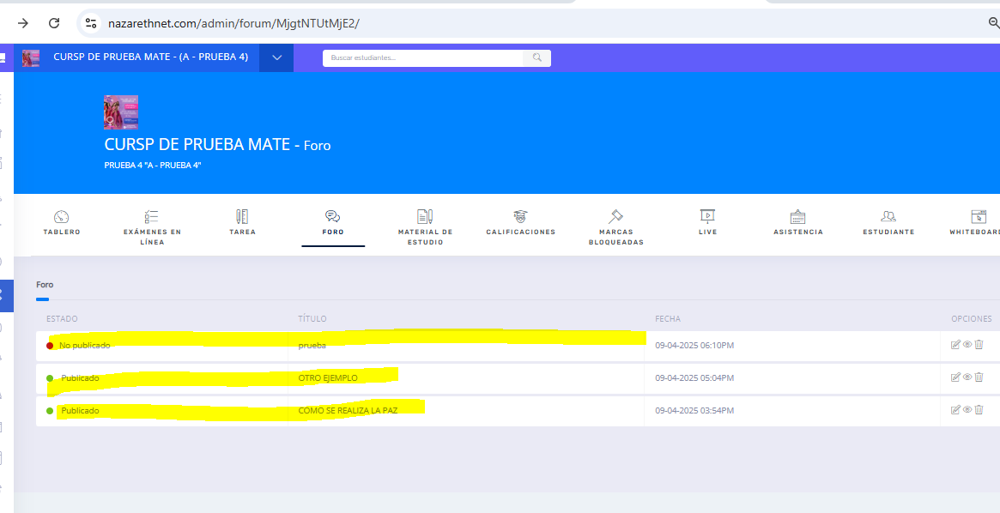 nazarethnet.com/admin/forum/MjgtNTUtMjE2/
CURSP DE PRUEBA MATE - (A - PRUEBA 4)
Buscar estudiantes...
CURSP DE PRUEBA MATE - Foro
PRUEBA 4 "A - PRUEBA 4"
TABLERO
EXÁMENES EN
LÍNEA
TAREA
FORO
MATERIAL DE
ESTUDIO
CALIFICACIONES
MARCAS
BLOQUEADAS
LIVE
ASISTENCIA
ESTUDIANTE
WHITEBOARD
Foro
ESTADO TÍTULO FECHA OPCIONES
No publicado prueba 09-04-2025 06:10PM
Publicado OTRO EJEMPLO 09-04-2025 05:04PM
Publicado COMO SE REALIZA LA PAZ 09-04-2025 03:54PM